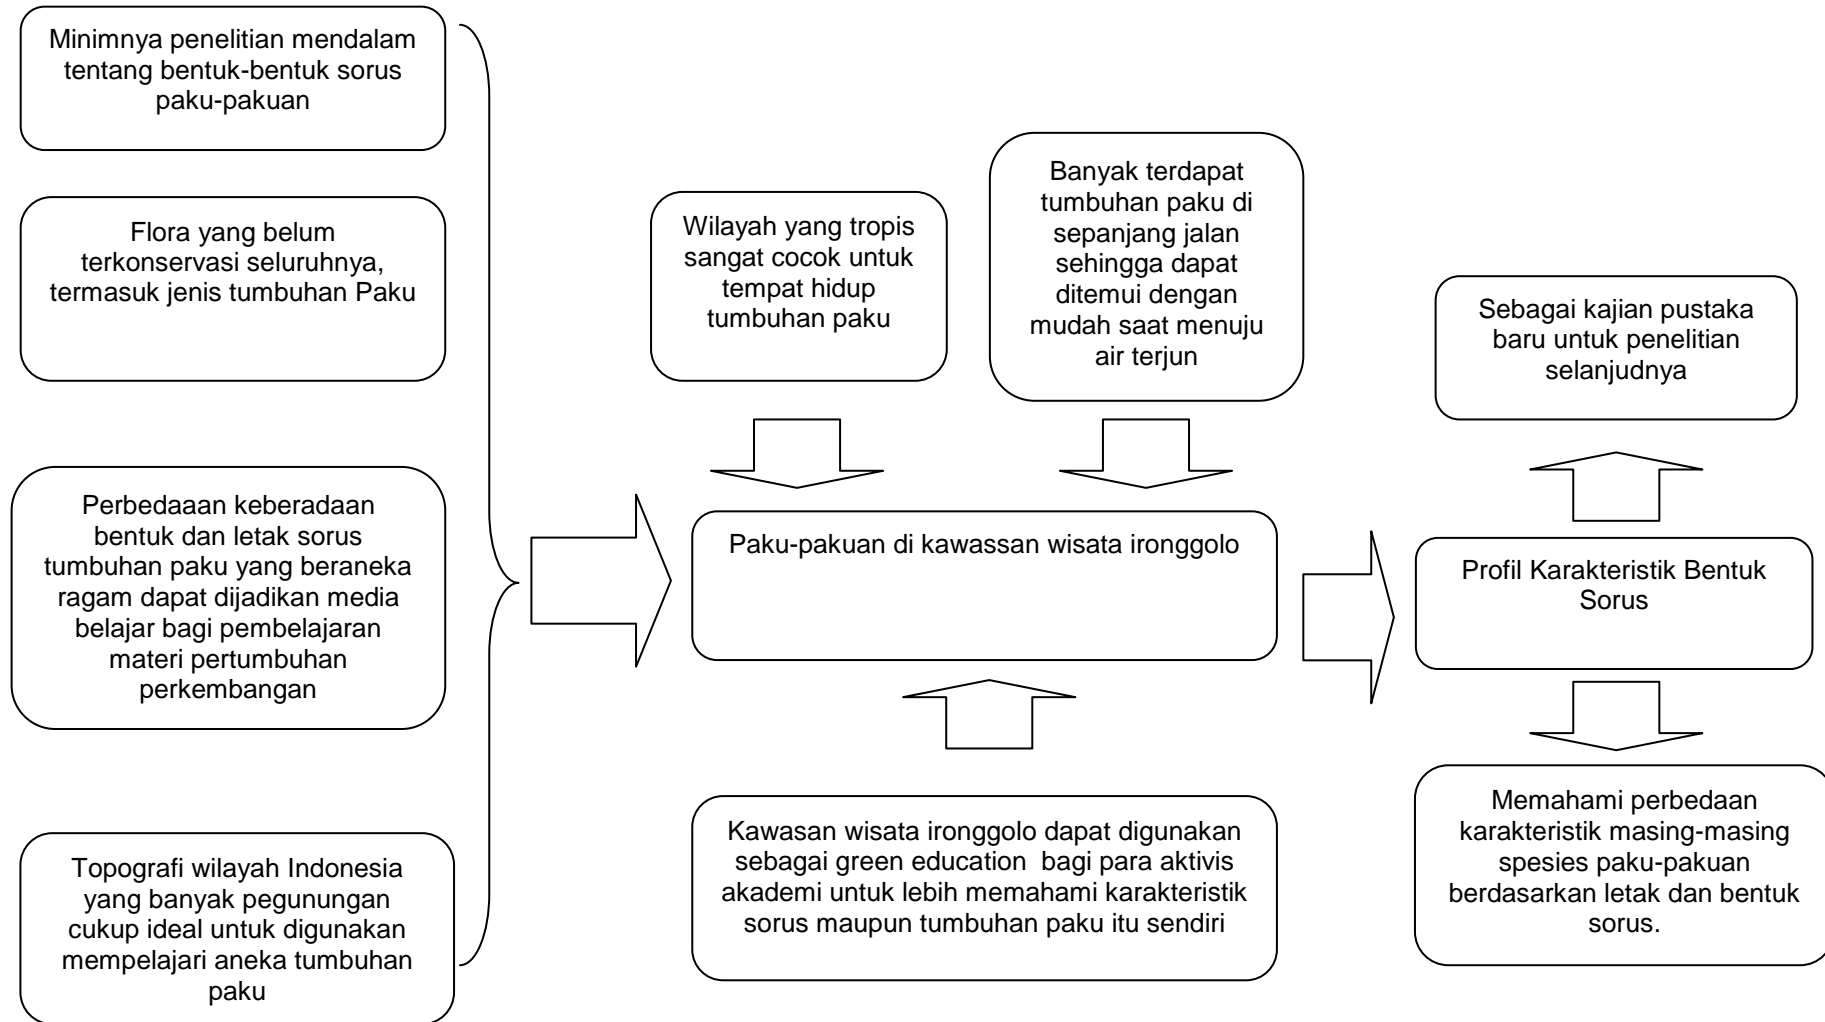 Minimnya penelitian mendalam
tentang bentuk-bentuk sorus
paku-pakuan
Flora yang belum
terkonservasi seluruhnya,
termasuk jenis tumbuhan Paku
Perbedaaan keberadaan
bentuk dan letak sorus
tumbuhan paku yang beraneka
ragam dapat dijadikan media
belajar bagi pembelajaran
materi pertumbuhan
perkembangan
Topografi wilayah Indonesia
yang banyak pegunungan
cukup ideal untuk digunakan
mempelajari aneka tumbuhan
paku
Wilayah yang tropis
sangat cocok untuk
tempat hidup
tumbuhan paku
Banyak terdapat
tumbuhan paku di
sepanjang jalan
sehingga dapat
ditemui dengan
mudah saat menuju
air terjun
Paku-pakuan di kawassan wisata ironggolo
Kawasan wisata ironggolo dapat digunakan
sebagai green education  bagi para aktivis
akademi untuk lebih memahami karakteristik
sorus maupun tumbuhan paku itu sendiri
Sebagai kajian pustaka
baru untuk penelitian
selanjudnya
Profil Karakteristik Bentuk
Sorus
Memahami perbedaan
karakteristik masing-masing
spesies paku-pakuan
berdasarkan letak dan bentuk
sorus.